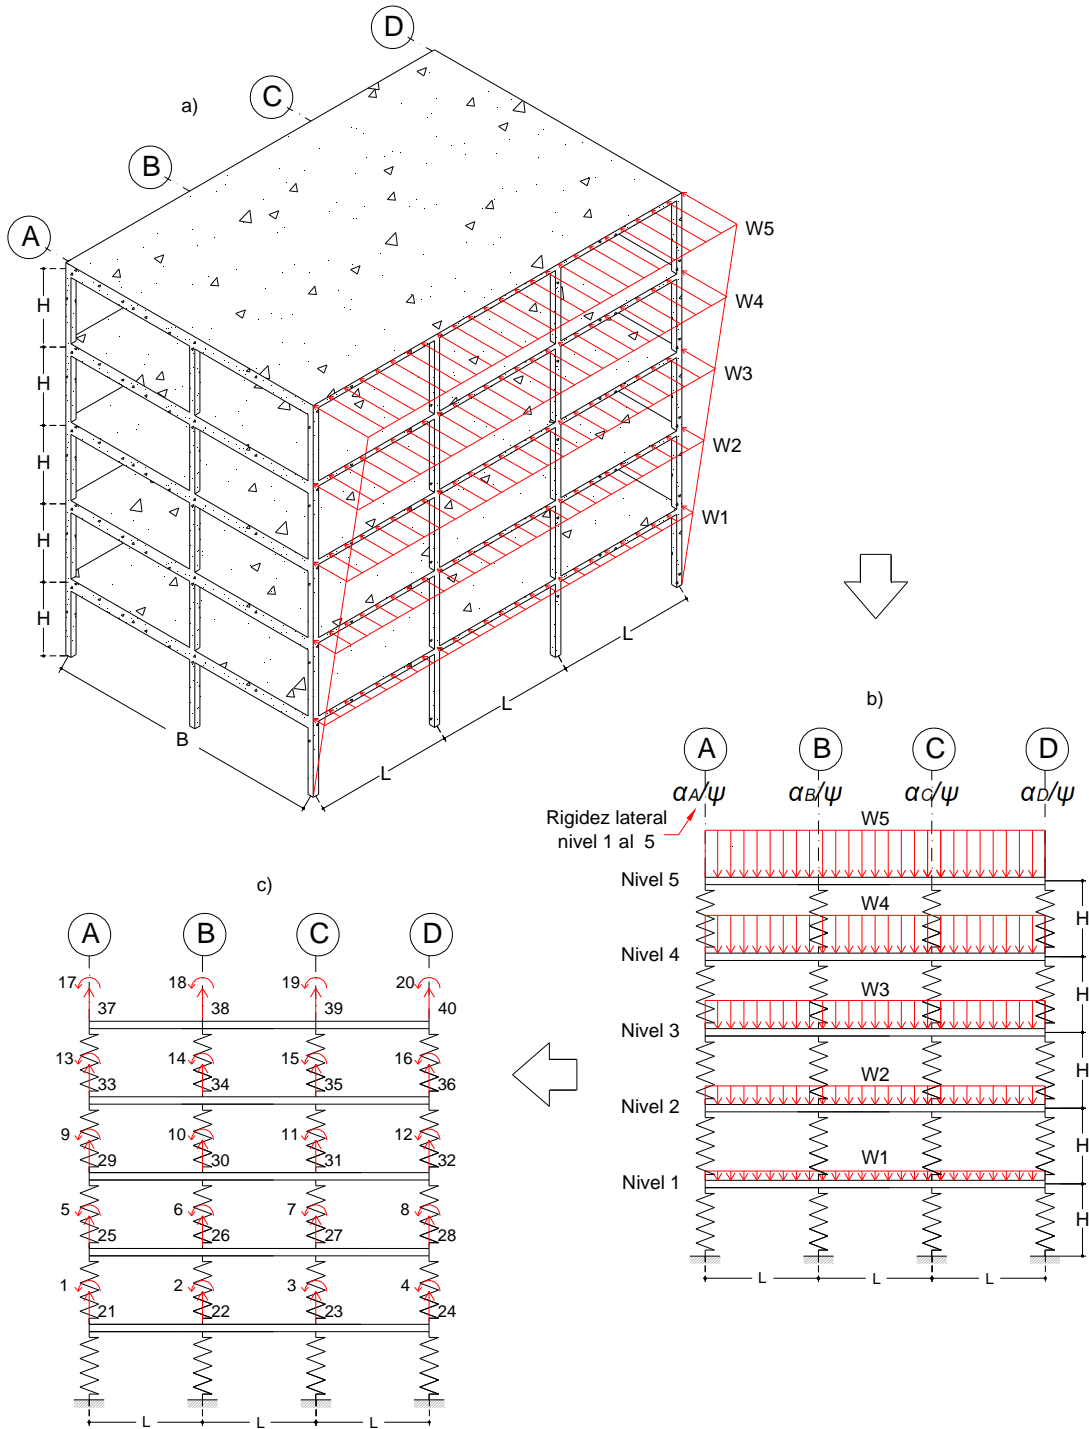 a)
D
C
B
A
H
H
H
H
H
W5
W4
W3
W2
W1
B
L
L
L
b)
A B C D
αA/ψ αB/ψ αC/ψ αD/ψ
Rigidez lateral
nivel 1 al 5
W5
Nivel 5
W4
Nivel 4
W3
Nivel 3
W2
Nivel 2
W1
Nivel 1
H
H
H
H
H
L L L
c)
A B C D
17 18 19 20
37 38 39 40
13 14 15 16
33 34 35 36
9 10 11 12
29 30 31 32
5 6 7 8
25 26 27 28
1 2 3 4
21 22 23 24
L L L